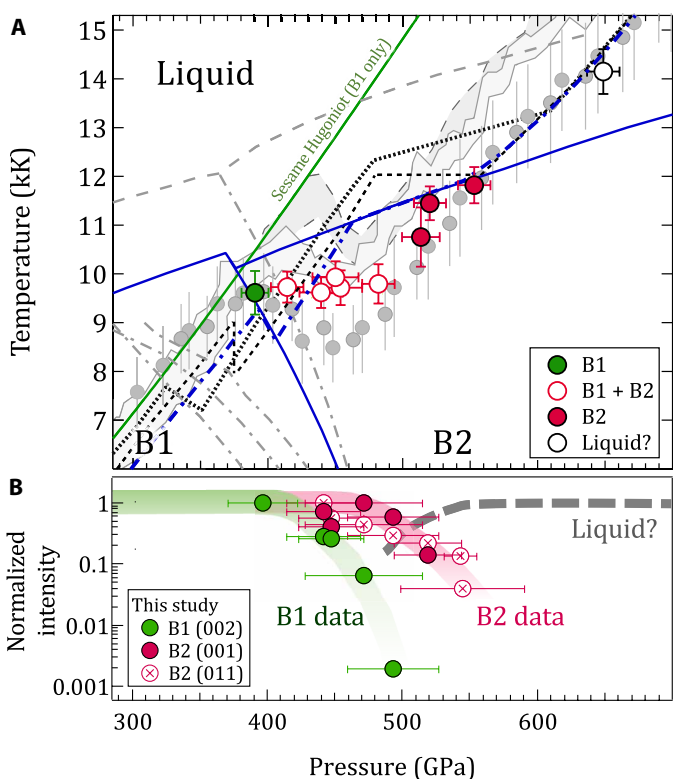 A
15
14
13
12
11
10
9
8
7
Temperature (kK)
Liquid
Sesame Hugoniot (B1 only)
B1
B2
B1
B1 + B2
B2
Liquid?
B
1
0.1
0.01
0.001
Normalized
intensity
Liquid?
B1 data
B2 data
This study
B1 (002)
B2 (001)
B2 (011)
300
400
500
600
Pressure (GPa)